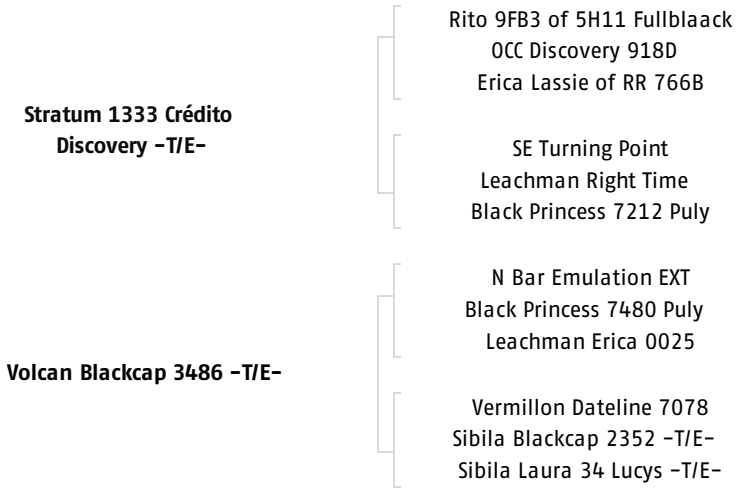 Rito 9FB3 of 5H11 Fullblaack
OCC Discovery 918D
Erica Lassie of RR 766B
Stratum 1333 Crédito
Discovery -T/E-
SE Turning Point
Leachman Right Time
Black Princess 7212 Puly
N Bar Emulation EXT
Black Princess 7480 Puly
Leachman Erica 0025
Volcan Blackcap 3486 -T/E-
Vermillon Dateline 7078
Sibila Blackcap 2352 -T/E-
Sibila Laura 34 Lucys -T/E-